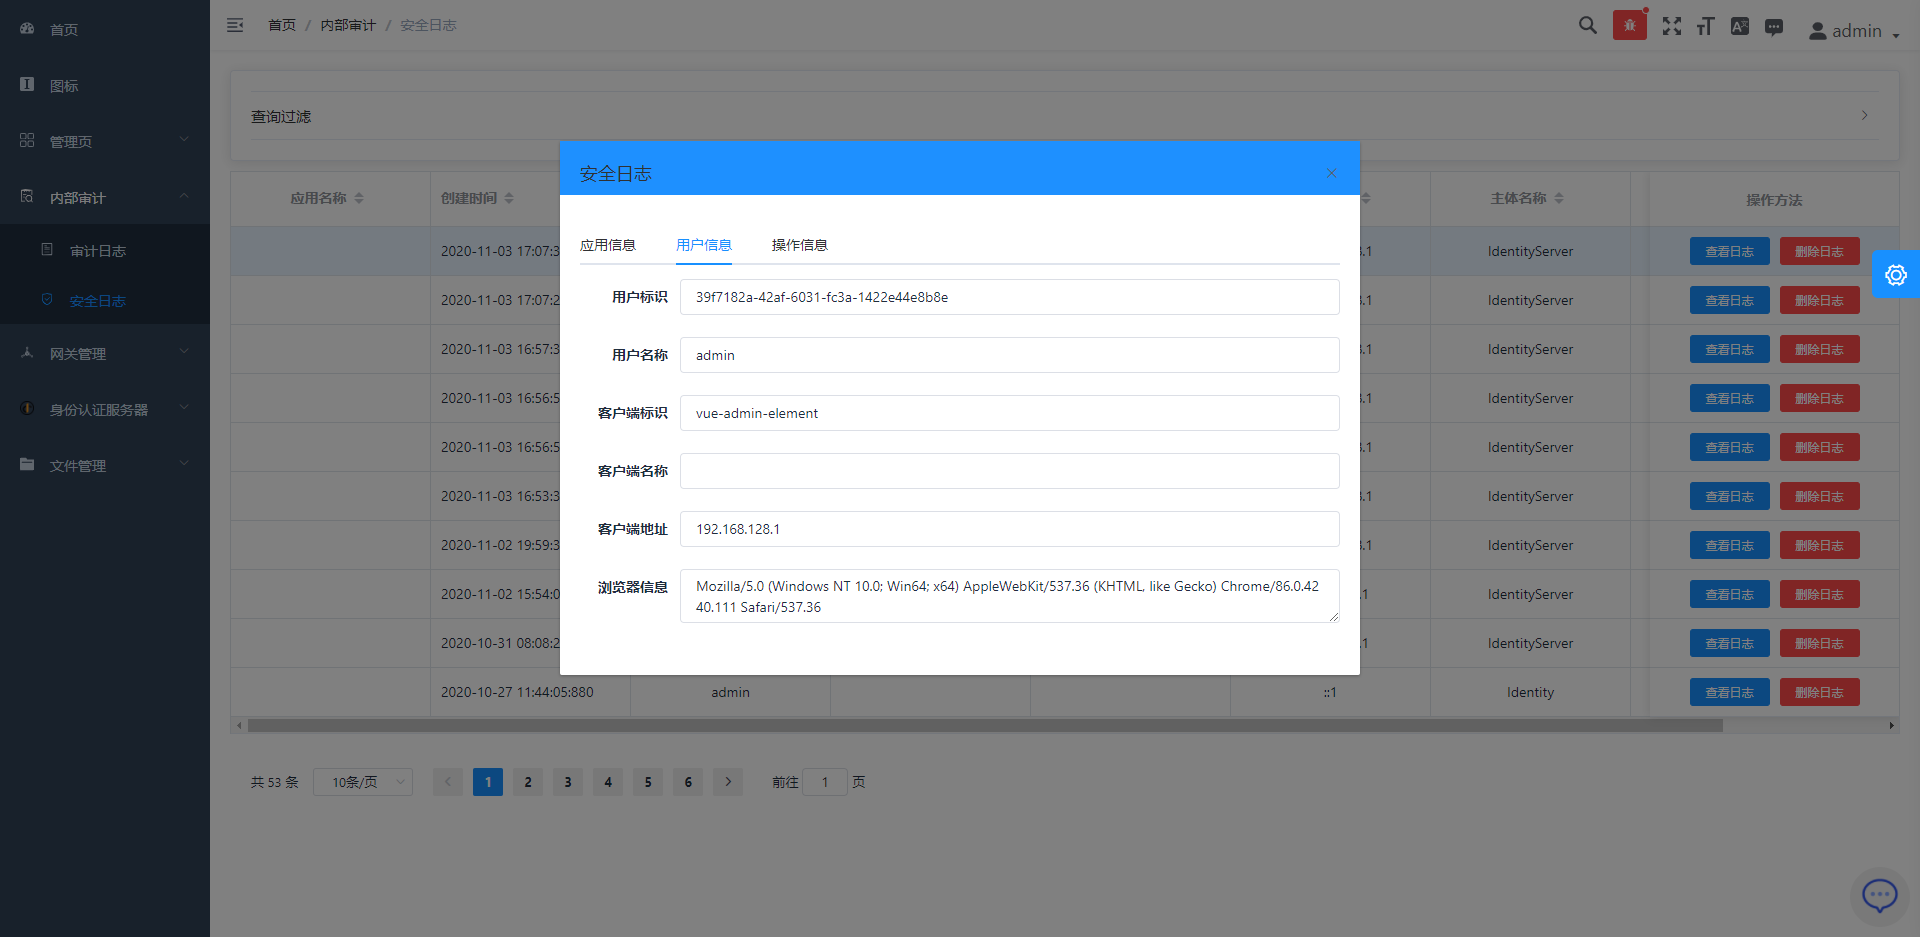 首页
图标
管理页
内部审计
审计日志
安全日志
网关管理
身份认证服务器
文件管理
首页 / 内部审计 / 安全日志
admin
查询过滤
应用名称 创建时间 主体名称 操作方法
2020-11-03 17:07:3 3.1 IdentityServer 查看日志 删除日志
2020-11-03 17:07:2 3.1 IdentityServer 查看日志 删除日志
2020-11-03 16:57:3 3.1 IdentityServer 查看日志 删除日志
2020-11-03 16:56:5 3.1 IdentityServer 查看日志 删除日志
2020-11-03 16:56:5 3.1 IdentityServer 查看日志 删除日志
2020-11-03 16:53:3 3.1 IdentityServer 查看日志 删除日志
2020-11-02 19:59:3 3.1 IdentityServer 查看日志 删除日志
2020-11-02 15:54:0 .1 IdentityServer 查看日志 删除日志
2020-10-31 08:08:2 .1 IdentityServer 查看日志 删除日志
2020-10-27 11:44:05:880 admin ::1 Identity 查看日志 删除日志
共 53 条 10条/页 1 2 3 4 5 6 前往 1 页
安全日志
应用信息 用户信息 操作信息
用户标识 39f7182a-42af-6031-fc3a-1422e44e8b8e
用户名称 admin
客户端标识 vue-admin-element
客户端名称
客户端地址 192.168.128.1
浏览器信息 Mozilla/5.0 (Windows NT 10.0; Win64; x64) AppleWebKit/537.36 (KHTML, like Gecko) Chrome/86.0.42
40.111 Safari/537.36